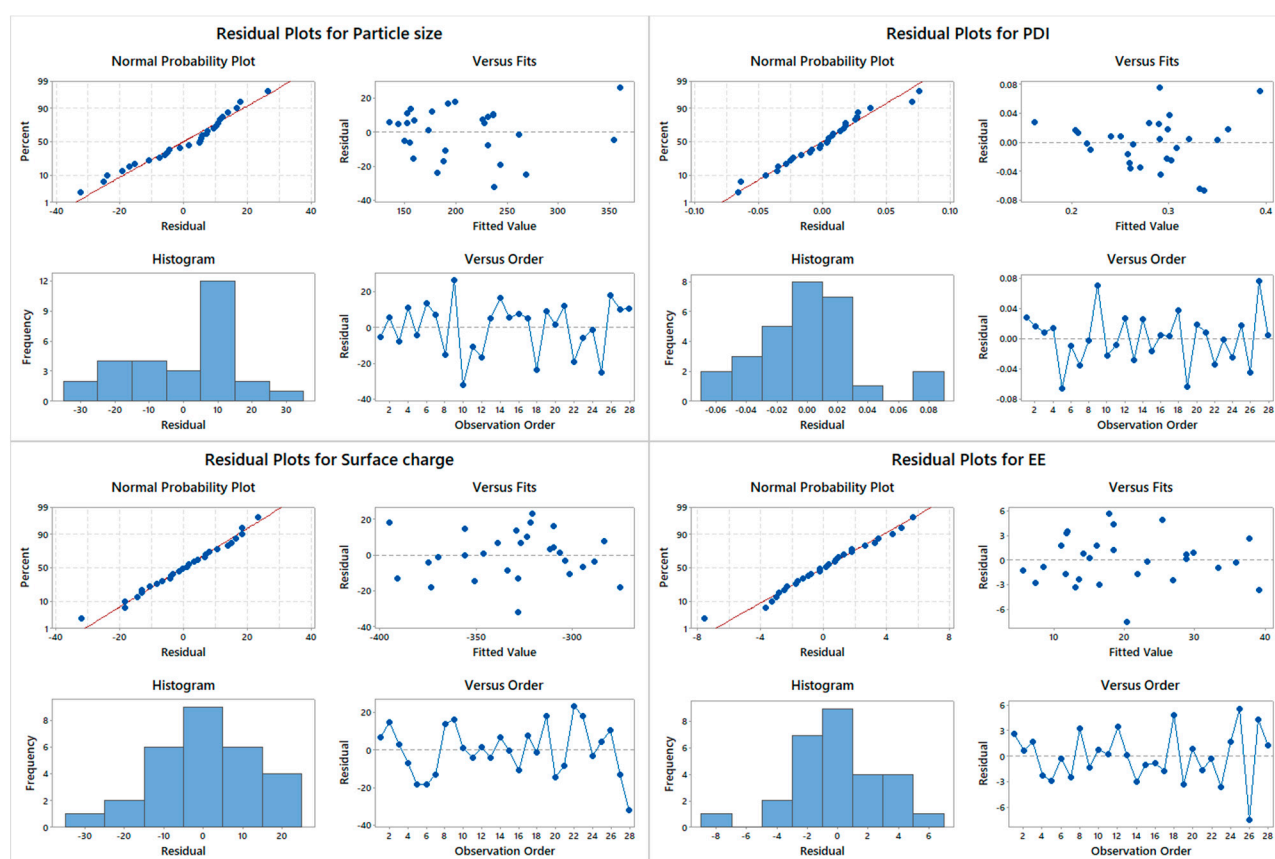 Residual Plots for Particle size
Normal Probability Plot
99
90
50
10
1
Percent
-40 -20 0 20 40
Residual
Versus Fits
20
0
-20
-40
Residual
150 200 250 300 350
Fitted Value
Histogram
12
9
6
3
0
Frequency
-30 -20 -10 0 10 20 30
Residual
Versus Order
20
0
-20
-40
Residual
2 4 6 8 10 12 14 16 18 20 22 24 26 28
Observation Order
Residual Plots for PDI
Normal Probability Plot
99
90
50
10
1
Percent
-0.10 -0.05 0.00 0.05 0.10
Residual
Versus Fits
0.08
0.04
0.00
-0.04
-0.08
Residual
0.2 0.3 0.4
Fitted Value
Histogram
8
6
4
2
0
Frequency
-0.06 -0.04 -0.02 0.00 0.02 0.04 0.06 0.08
Residual
Versus Order
0.08
0.04
0.00
-0.04
-0.08
Residual
2 4 6 8 10 12 14 16 18 20 22 24 26 28
Observation Order
Residual Plots for Surface charge
Normal Probability Plot
99
90
50
10
1
Percent
-40 -20 0 20 40
Residual
Versus Fits
20
0
-20
-40
Residual
-400 -350 -300
Fitted Value
Histogram
8
6
4
2
0
Frequency
-30 -20 -10 0 10 20
Residual
Versus Order
20
0
-20
-40
Residual
2 4 6 8 10 12 14 16 18 20 22 24 26 28
Observation Order
Residual Plots for EE
Normal Probability Plot
99
90
50
10
1
Percent
-8 -4 0 4 8
Residual
Versus Fits
6
3
0
-3
-6
Residual
10 20 30 40
Fitted Value
Histogram
8
6
4
2
0
Frequency
-8 -6 -4 -2 0 2 4 6
Residual
Versus Order
6
3
0
-3
-6
Residual
2 4 6 8 10 12 14 16 18 20 22 24 26 28
Observation Order